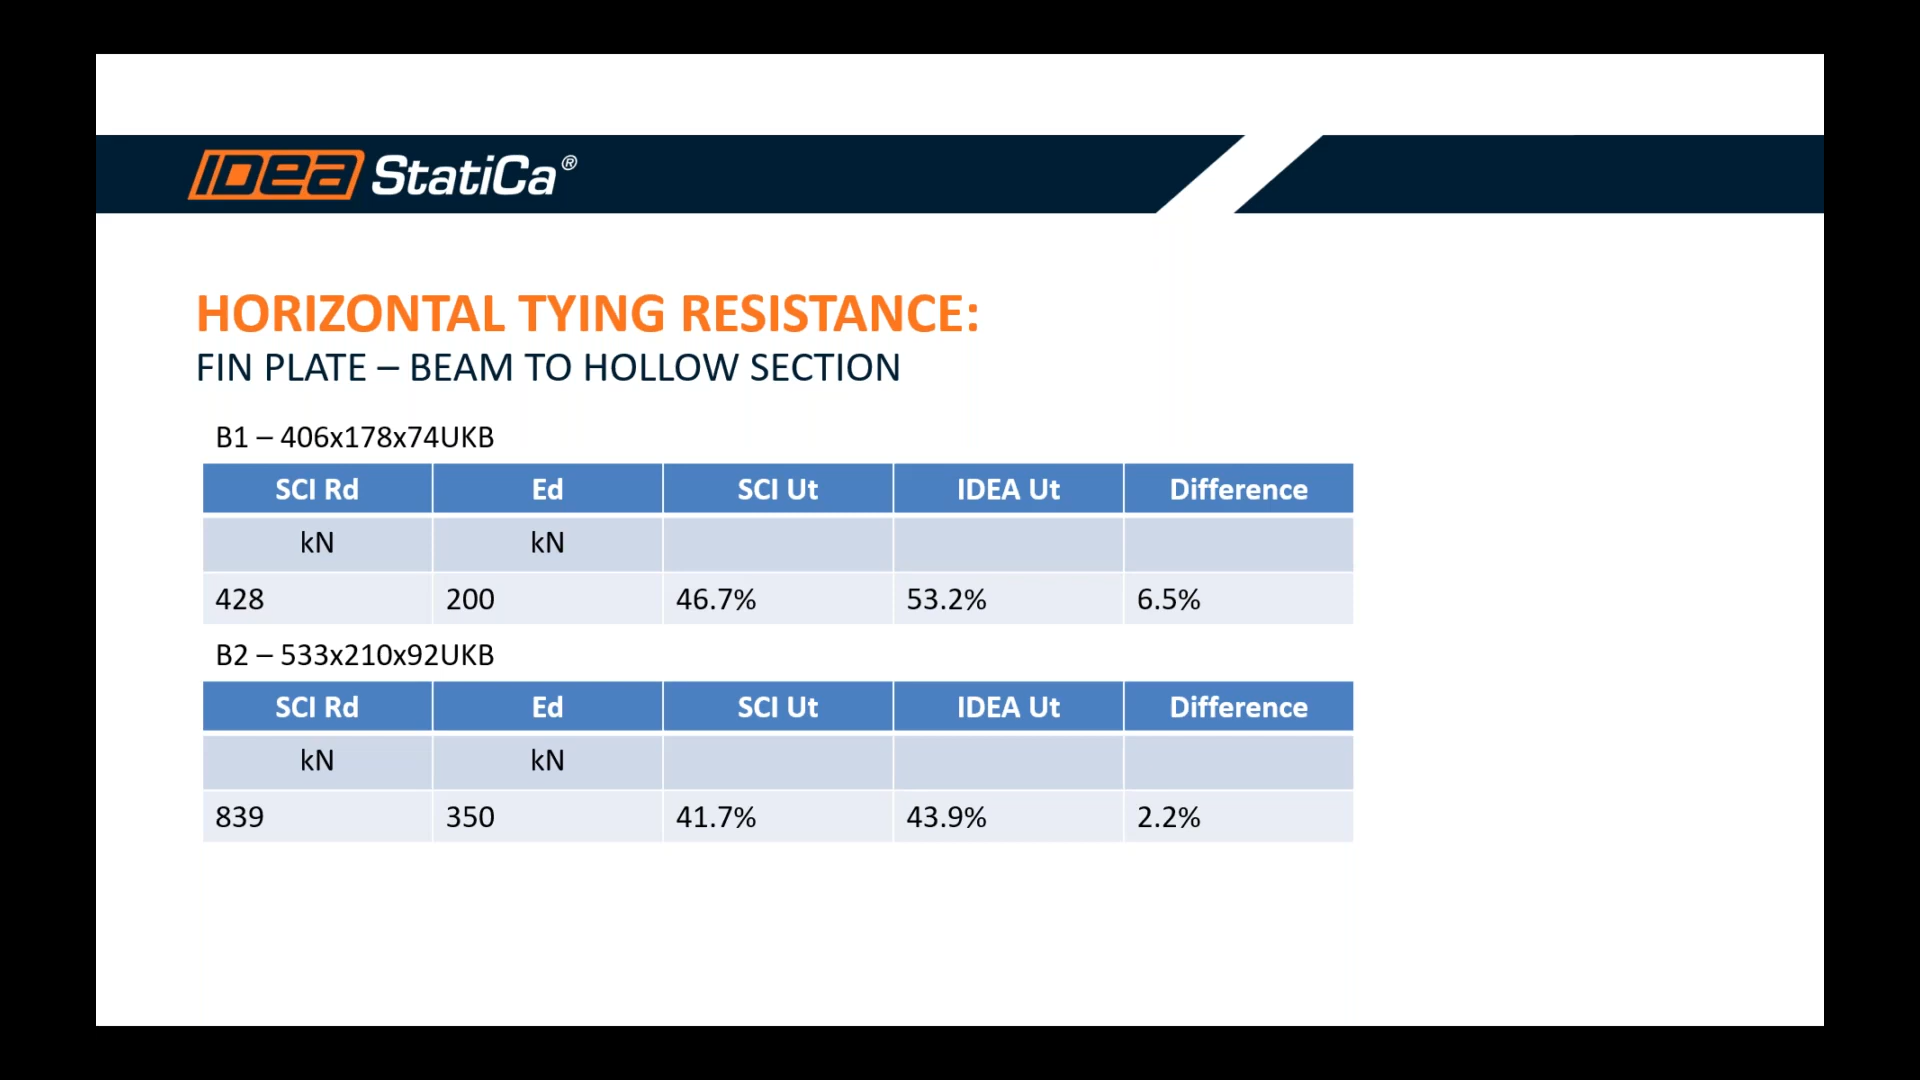 IDEA StatiCa®
HORIZONTAL TYING RESISTANCE:
FIN PLATE – BEAM TO HOLLOW SECTION
B1 – 406x178x74UKB
SCI Rd Ed SCI Ut IDEA Ut Difference
kN kN
428 200 46.7% 53.2% 6.5%
B2 – 533x210x92UKB
SCI Rd Ed SCI Ut IDEA Ut Difference
kN kN
839 350 41.7% 43.9% 2.2%